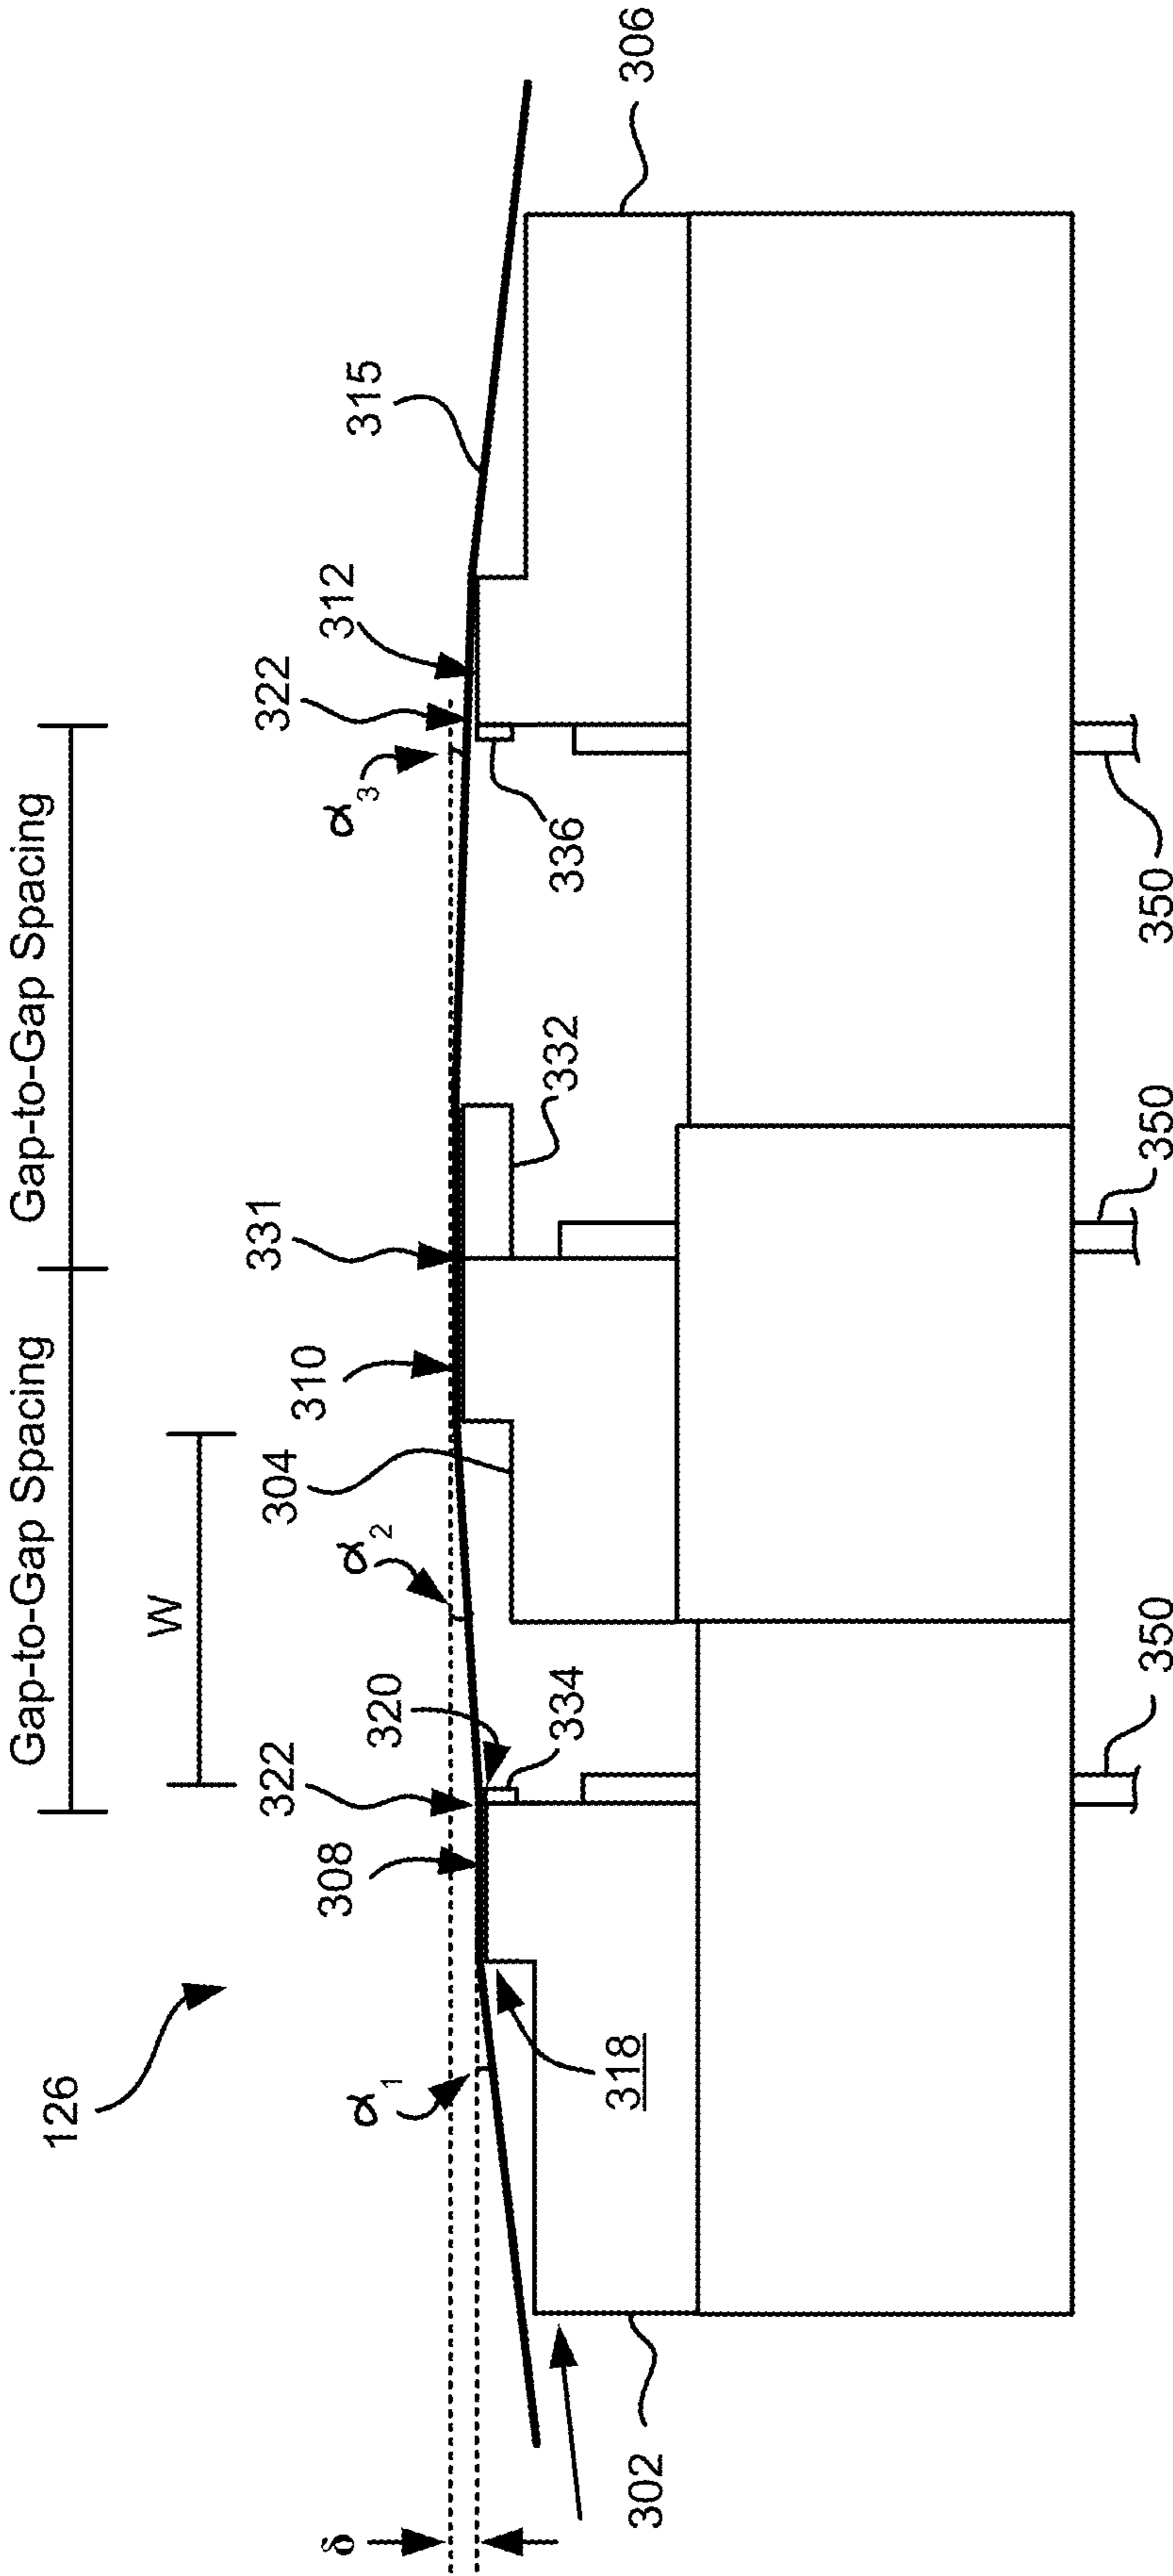 Gap-to-Gap Spacing
Gap-to-Gap Spacing
W
126
α1
308
322
320
334
α2
304
310
331
332
α3
322
312
336
315
δ
302
318
350
350
350
306